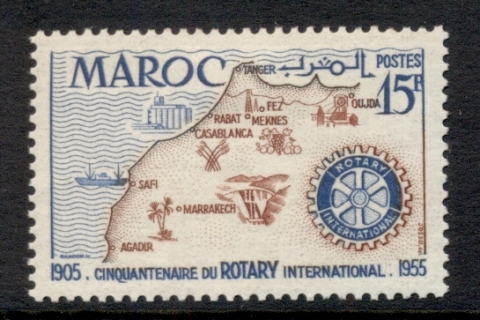 MAROC المغرب POSTES
15F
TANGER
OUJDA
FEZ
RABAT MEKNES
CASABLANCA
ROTARY
INTERNATIONAL
SAFI
MARRAKECH
AGADIR
1905 . CINQUANTENAIRE DU ROTARY INTERNATIONAL . 1955